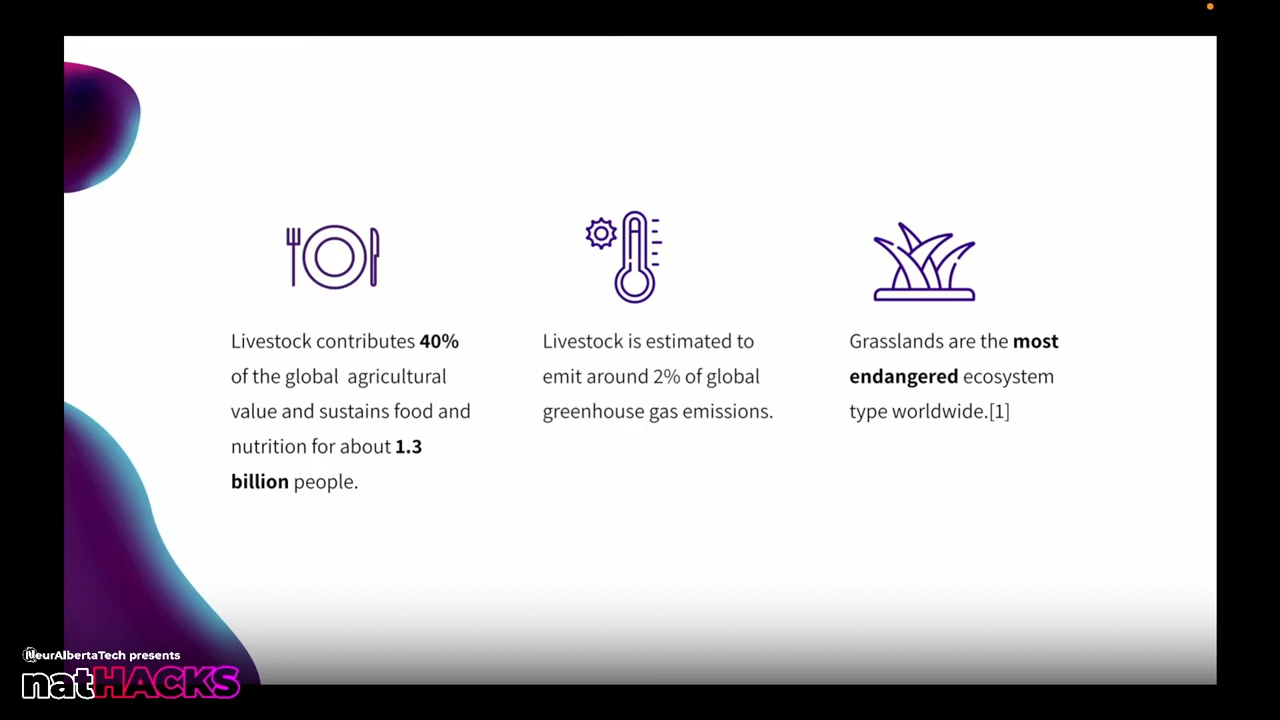 Livestock contributes 40%
of the global agricultural
value and sustains food and
nutrition for about 1.3
billion people.
Livestock is estimated to
emit around 2% of global
greenhouse gas emissions.
Grasslands are the most
endangered ecosystem
type worldwide.[1]
NeurAlbertaTech presents
natHACKS